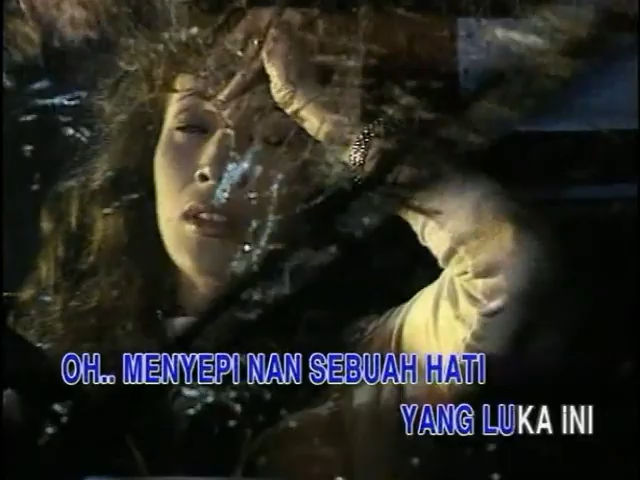 OH.. MENYEPI NAN SEBUAH HATI
YANG LUKA INI